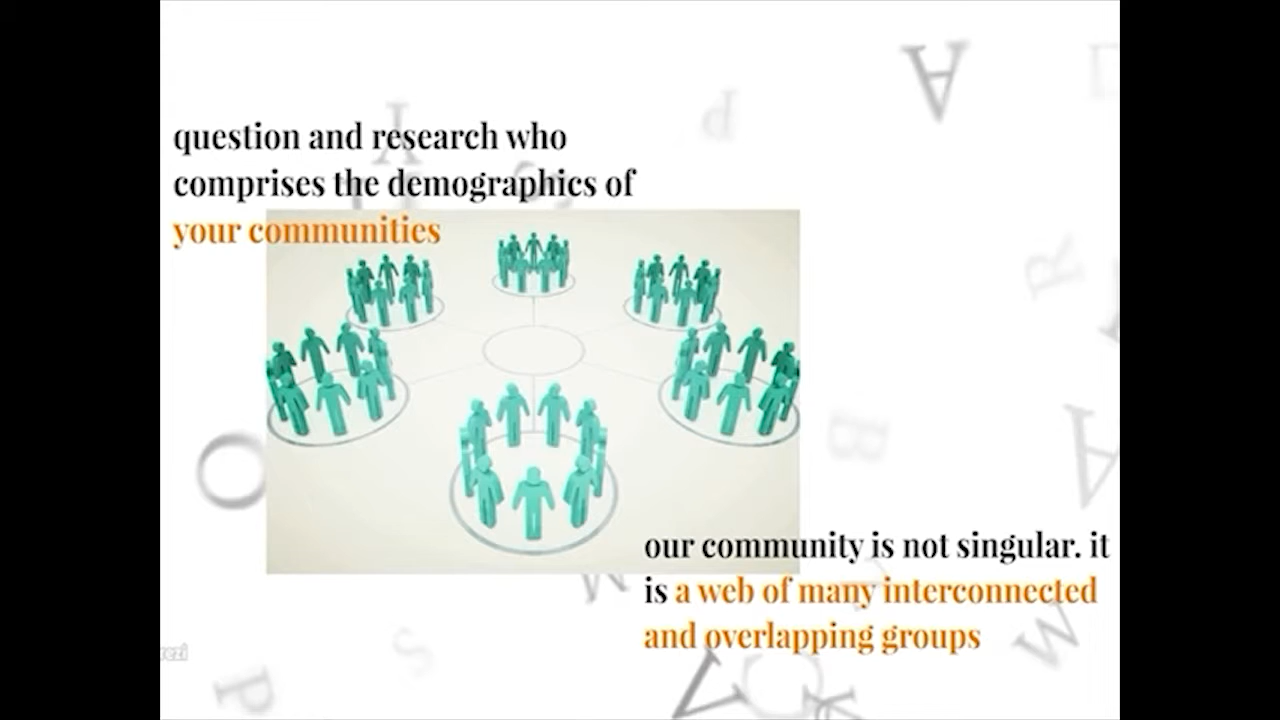 question and research who
comprises the demographics of
your communities
our community is not singular. it
is a web of many interconnected
and overlapping groups